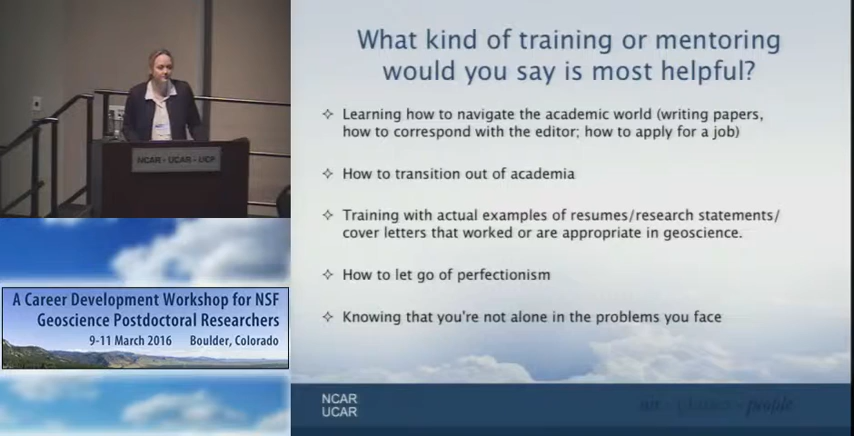 NCAR - UCAR - UCP
A Career Development Workshop for NSF
Geoscience Postdoctoral Researchers
9-11 March 2016 Boulder, Colorado
What kind of training or mentoring
would you say is most helpful?
Learning how to navigate the academic world (writing papers,
how to correspond with the editor; how to apply for a job)
How to transition out of academia
Training with actual examples of resumes/research statements/
cover letters that worked or are appropriate in geoscience.
How to let go of perfectionism
Knowing that you're not alone in the problems you face
NCAR
UCAR
people